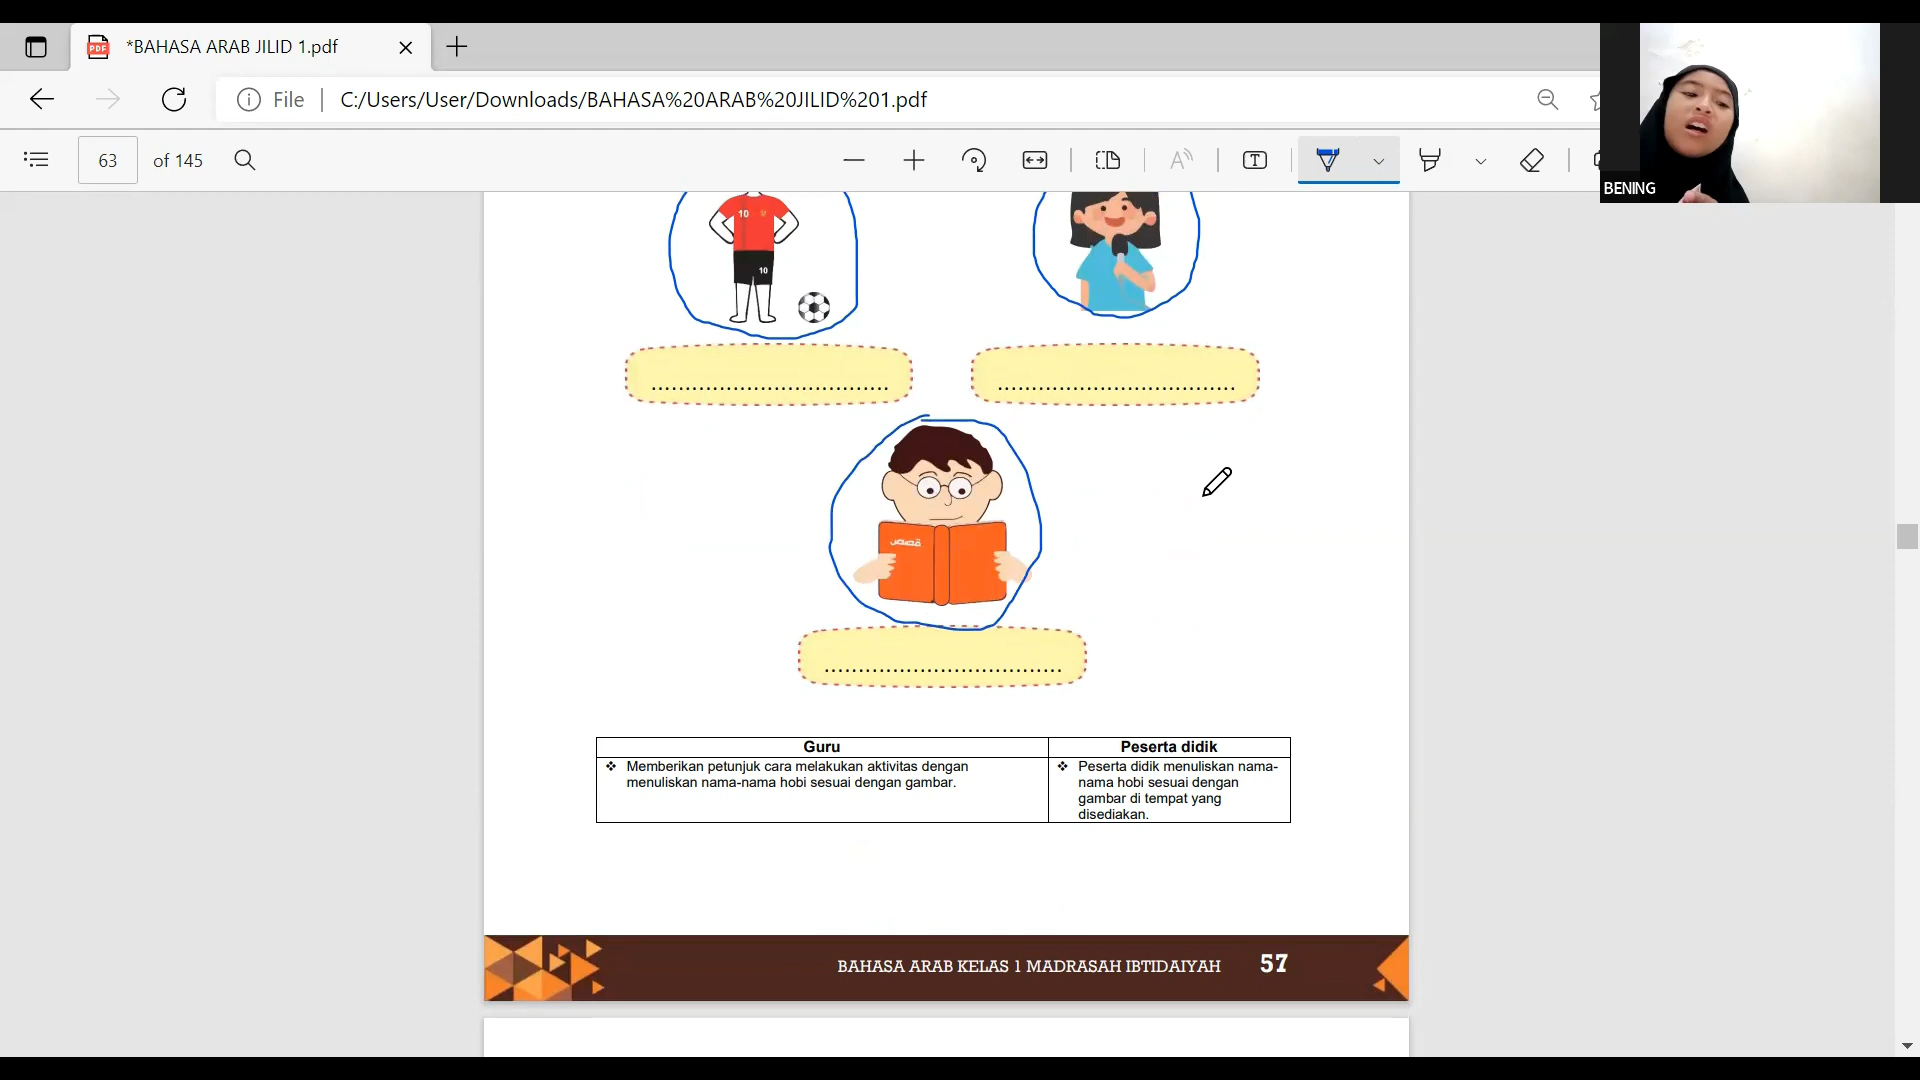 *BAHASA ARAB JILID 1.pdf
File
C:/Users/User/Downloads/BAHASA%20ARAB%20JILID%201.pdf
63 of 145
BENING
10
10
.................................
.................................
قصص
.................................
Guru
Peserta didik
❖ Memberikan petunjuk cara melakukan aktivitas dengan
menuliskan nama-nama hobi sesuai dengan gambar.
❖ Peserta didik menuliskan nama-
nama hobi sesuai dengan
gambar di tempat yang
disediakan.
BAHASA ARAB KELAS 1 MADRASAH IBTIDAIYAH 57